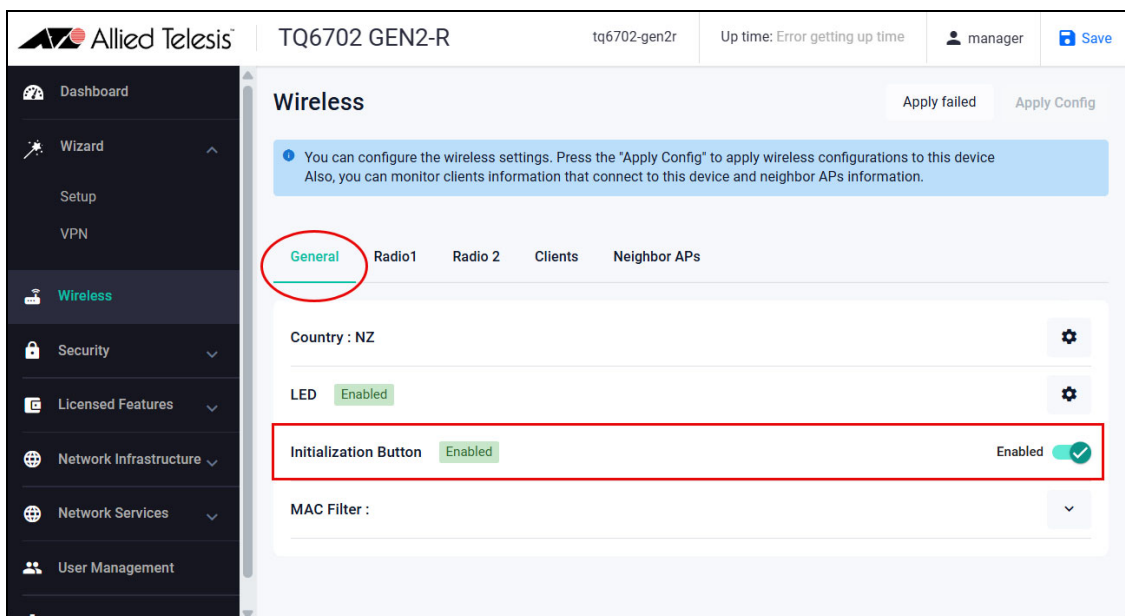 Allied Telesis
TQ6702 GEN2-R
tq6702-gen2r
Up time: Error getting up time
manager
Save
Dashboard
Wizard
Setup
VPN
Wireless
Security
Licensed Features
Network Infrastructure
Network Services
User Management
Wireless
Apply failed
Apply Config
You can configure the wireless settings. Press the "Apply Config" to apply wireless configurations to this device
Also, you can monitor clients information that connect to this device and neighbor APs information.
General
Radio1
Radio 2
Clients
Neighbor APs
Country : NZ
LED
Enabled
Initialization Button
Enabled
Enabled
MAC Filter :